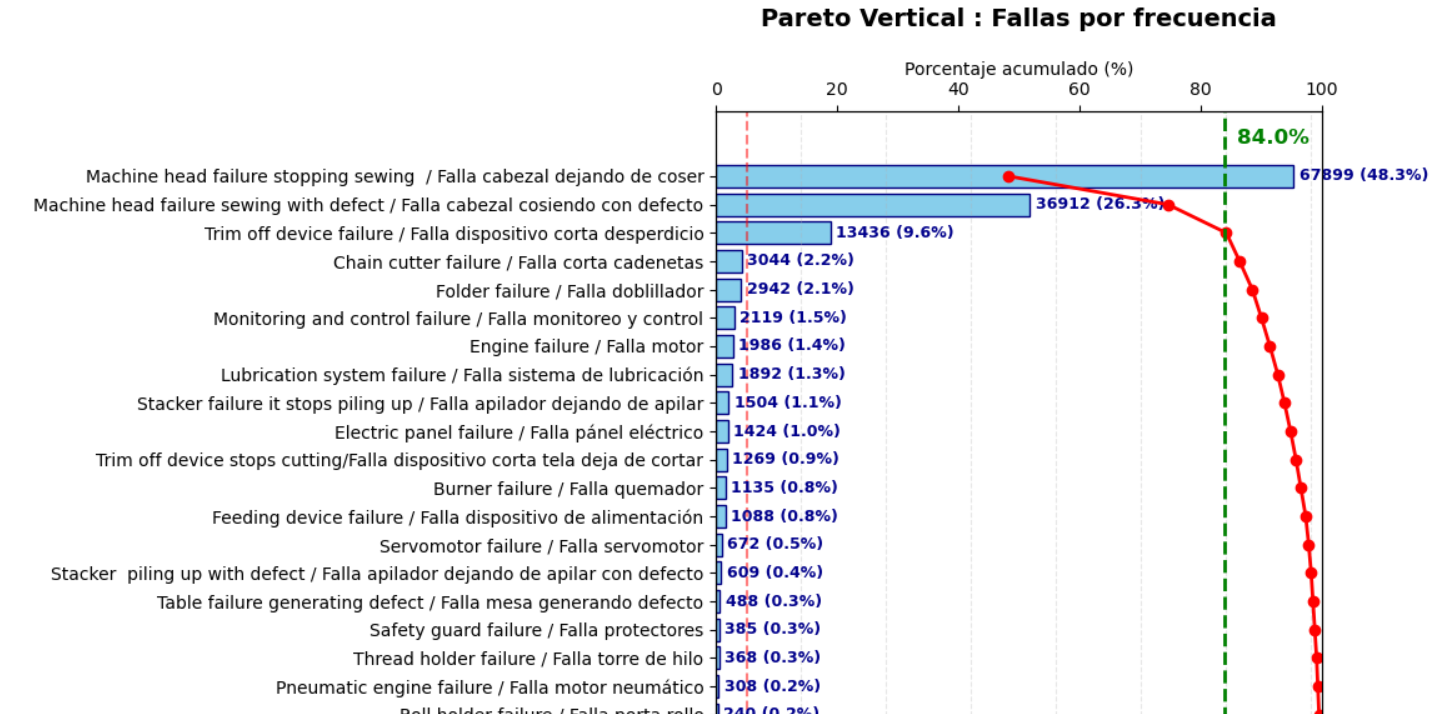 Pareto Vertical : Fallas por frecuencia
Porcentaje acumulado (%)
0 20 40 60 80 100
84.0%
Machine head failure stopping sewing  / Falla cabezal dejando de coser 67899 (48.3%)
Machine head failure sewing with defect / Falla cabezal cosiendo con defecto 36912 (26.3%)
Trim off device failure / Falla dispositivo corta desperdicio 13436 (9.6%)
Chain cutter failure / Falla corta cadenetas 3044 (2.2%)
Folder failure / Falla doblillador 2942 (2.1%)
Monitoring and control failure / Falla monitoreo y control 2119 (1.5%)
Engine failure / Falla motor 1986 (1.4%)
Lubrication system failure / Falla sistema de lubricación 1892 (1.3%)
Stacker failure it stops piling up / Falla apilador dejando de apilar 1504 (1.1%)
Electric panel failure / Falla pánel eléctrico 1424 (1.0%)
Trim off device stops cutting/Falla dispositivo corta tela deja de cortar 1269 (0.9%)
Burner failure / Falla quemador 1135 (0.8%)
Feeding device failure / Falla dispositivo de alimentación 1088 (0.8%)
Servomotor failure / Falla servomotor 672 (0.5%)
Stacker  piling up with defect / Falla apilador dejando de apilar con defecto 609 (0.4%)
Table failure generating defect / Falla mesa generando defecto 488 (0.3%)
Safety guard failure / Falla protectores 385 (0.3%)
Thread holder failure / Falla torre de hilo 368 (0.3%)
Pneumatic engine failure / Falla motor neumático 308 (0.2%)
Roll holder failure / Falla porta rollo 240 (0.2%)